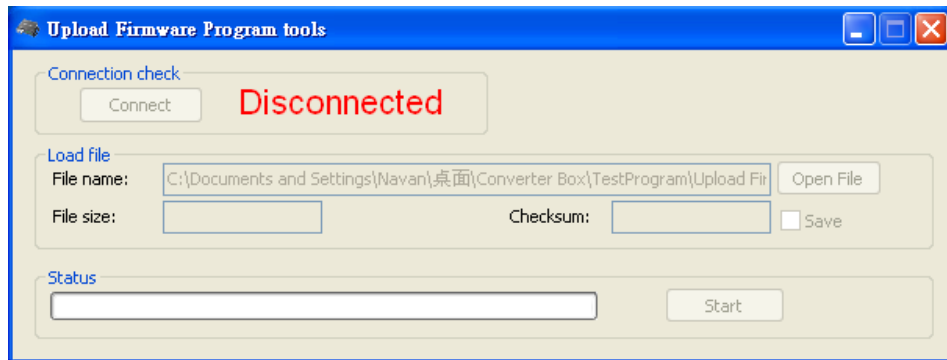 Upload Firmware Program tools
Connection check
Connect Disconnected
Load file
File name: C:\Documents and Settings\Navan\桌面\Converter Box\TestProgram\Upload Fir Open File
File size: Checksum: Save
Status
Start